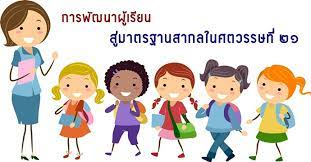 การพัฒนาผู้เรียน
สู่มาตรฐานสากลในศตวรรษที่ ๒๑